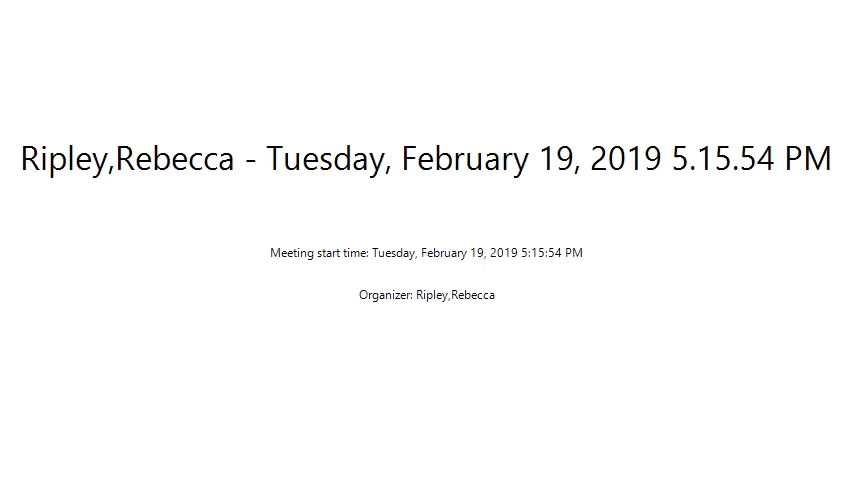 Ripley,Rebecca - Tuesday, February 19, 2019 5.15.54 PM
Meeting start time: Tuesday, February 19, 2019 5:15:54 PM
Organizer: Ripley,Rebecca